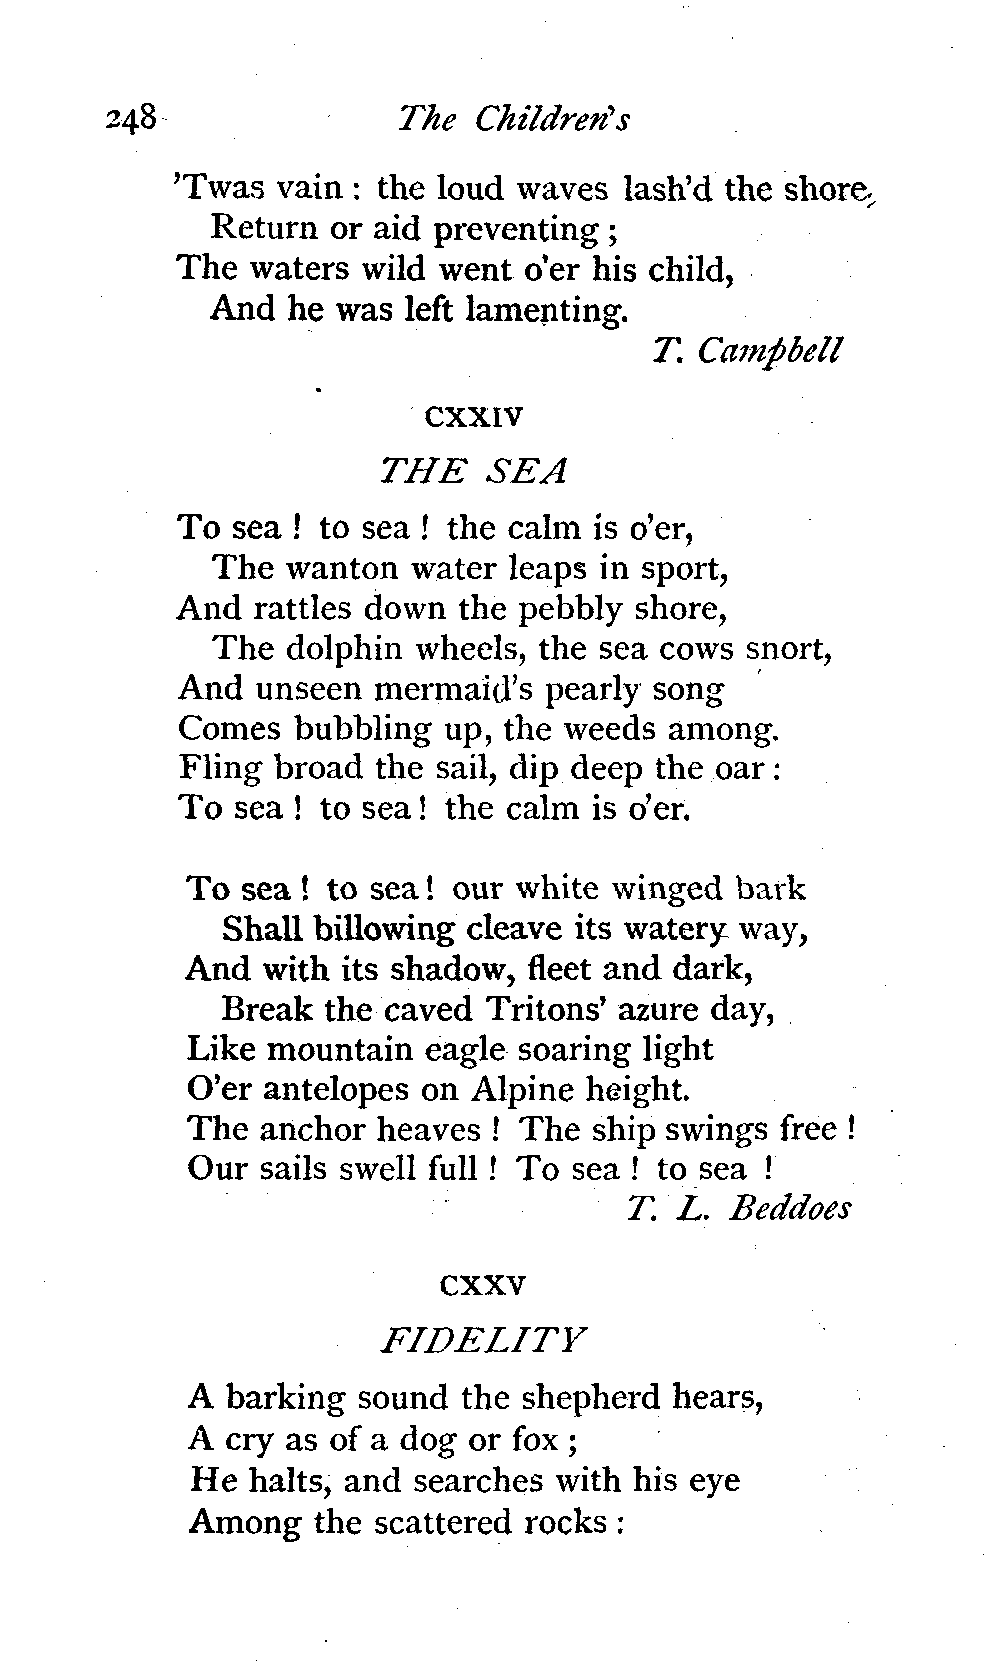 248 The Children's
'Twas vain : the loud waves lash'd the shore,
Return or aid preventing ;
The waters wild went o'er his child,
And he was left lamenting.
T. Campbell
CXXIV
THE SEA
To sea ! to sea ! the calm is o'er,
The wanton water leaps in sport,
And rattles down the pebbly shore,
The dolphin wheels, the sea cows snort,
And unseen mermaid's pearly song
Comes bubbling up, the weeds among.
Fling broad the sail, dip deep the oar :
To sea ! to sea ! the calm is o'er.
To sea ! to sea ! our white winged bark
Shall billowing cleave its watery way,
And with its shadow, fleet and dark,
Break the caved Tritons' azure day,
Like mountain eagle soaring light
O'er antelopes on Alpine height.
The anchor heaves ! The ship swings free !
Our sails swell full ! To sea ! to sea !
T. L. Beddoes
CXXV
FIDELITY
A barking sound the shepherd hears,
A cry as of a dog or fox ;
He halts, and searches with his eye
Among the scattered rocks :